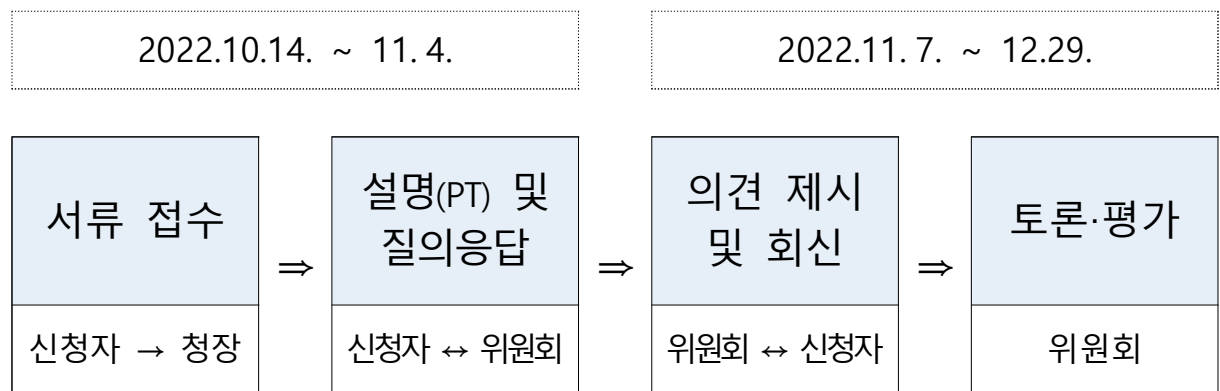 2022.10.14. ~ 11. 4.
2022.11. 7. ~ 12.29.
서류 접수
⇒
설명(PT) 및
질의응답
⇒
의견 제시
및 회신
⇒
토론·평가
신청자 → 청장
신청자 ↔ 위원회
위원회 ↔ 신청자
위원회